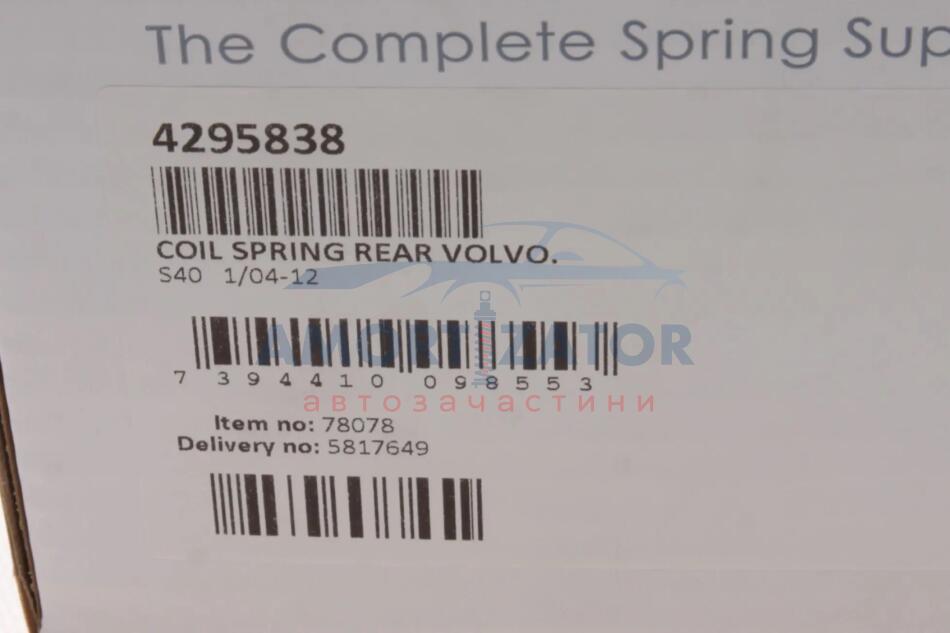 The Complete Spring Sup
4295838
COIL SPRING REAR VOLVO.
S40 1/04-12
AMORTIZATOR
7 394410 098553
автозачастини
Item no: 78078
Delivery no: 5817649